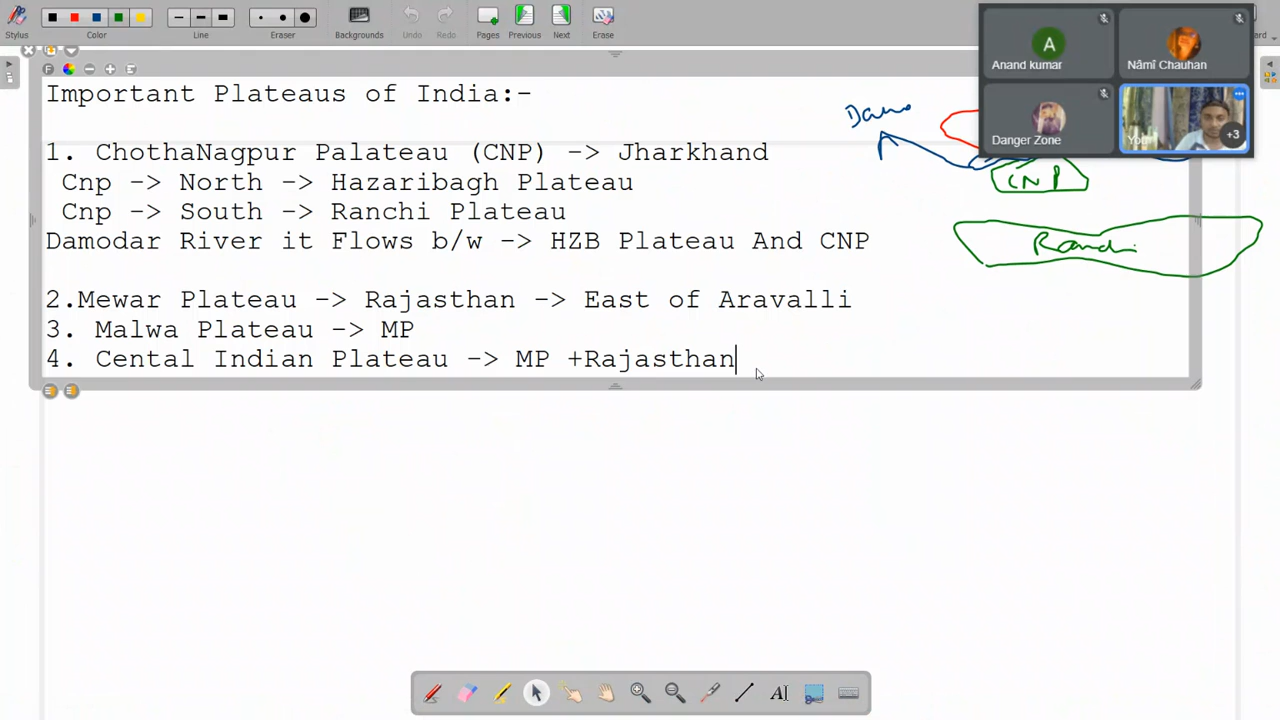 Stylus
Color
Line
Eraser
Backgrounds
Undo
Redo
Pages
Previous
Next
Erase
A
Anand kumar
Nâmî Chauhan
Danger Zone
+3
Important Plateaus of India:-
1. ChothaNagpur Palateau (CNP) -> Jharkhand
Cnp -> North -> Hazaribagh Plateau
Cnp -> South -> Ranchi Plateau
Damodar River it Flows b/w -> HZB Plateau And CNP
2.Mewar Plateau -> Rajasthan -> East of Aravalli
3. Malwa Plateau -> MP
4. Cental Indian Plateau -> MP +Rajasthan
CNP
Ranchi